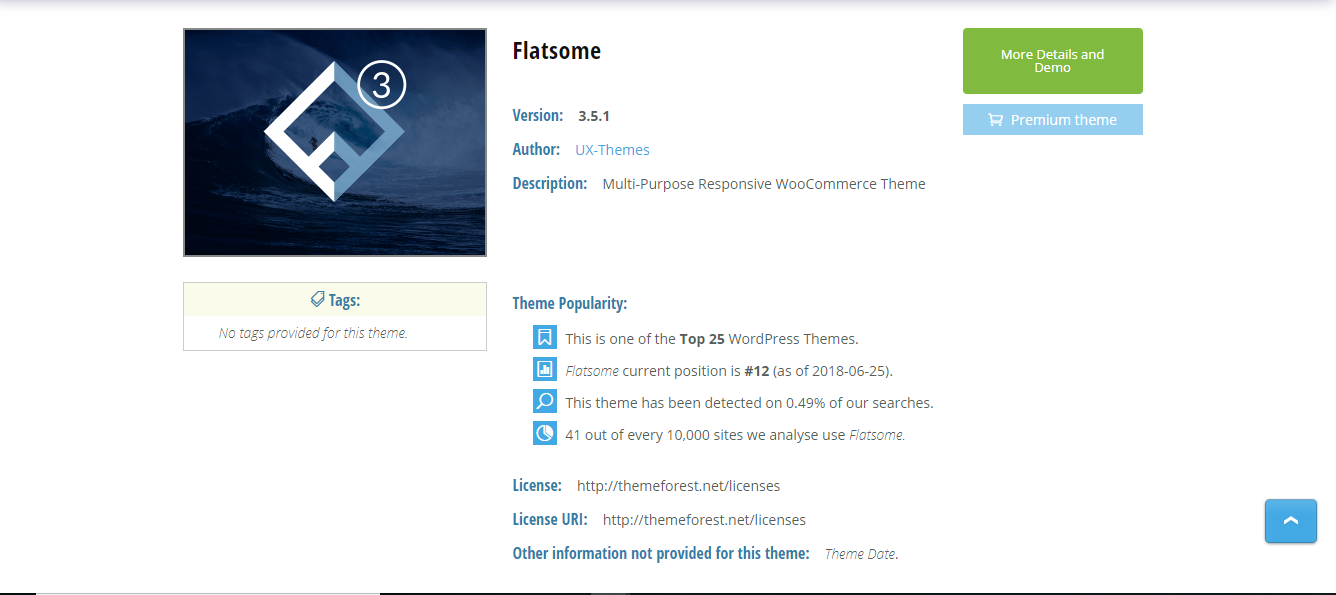 3
Flatsome
More Details and
Demo
Premium theme
Version: 3.5.1
Author: UX-Themes
Description: Multi-Purpose Responsive WooCommerce Theme
Tags:
No tags provided for this theme.
Theme Popularity:
This is one of the Top 25 WordPress Themes.
Flatsome current position is #12 (as of 2018-06-25).
This theme has been detected on 0.49% of our searches.
41 out of every 10,000 sites we analyse use Flatsome.
License: http://themeforest.net/licenses
License URI: http://themeforest.net/licenses
Other information not provided for this theme: Theme Date.